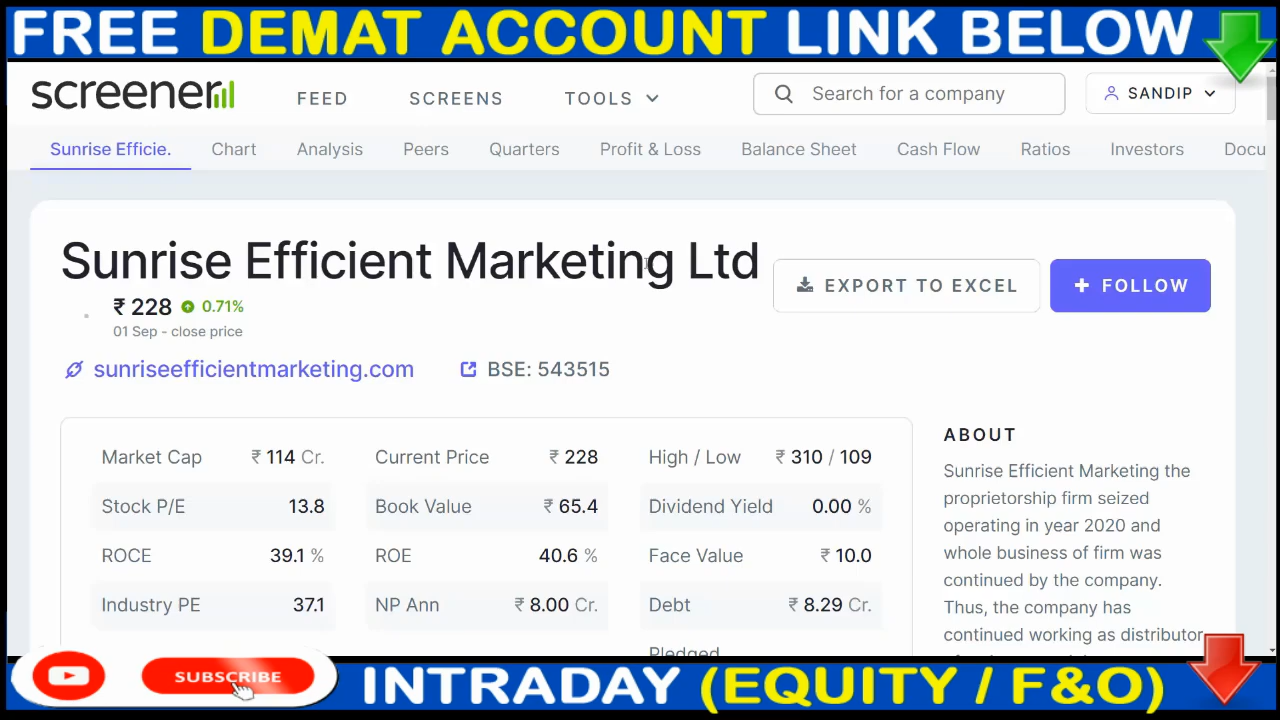 FREE DEMAT ACCOUNT LINK BELOW
screener
FEED
SCREENS
TOOLS
Search for a company
SANDIP
Sunrise Efficie.
Chart
Analysis
Peers
Quarters
Profit & Loss
Balance Sheet
Cash Flow
Ratios
Investors
Docu
Sunrise Efficient Marketing Ltd
EXPORT TO EXCEL
+ FOLLOW
₹ 228 0.71%
01 Sep - close price
sunriseefficientmarketing.com
BSE: 543515
Market Cap ₹ 114 Cr.
Current Price ₹ 228
High / Low ₹ 310 / 109
Stock P/E 13.8
Book Value ₹ 65.4
Dividend Yield 0.00 %
ROCE 39.1 %
ROE 40.6 %
Face Value ₹ 10.0
Industry PE 37.1
NP Ann ₹ 8.00 Cr.
Debt ₹ 8.29 Cr.
Pledged
ABOUT
Sunrise Efficient Marketing the
proprietorship firm seized
operating in year 2020 and
whole business of firm was
continued by the company.
Thus, the company has
continued working as distributor
SUBSCRIBE
INTRADAY (EQUITY / F&O)